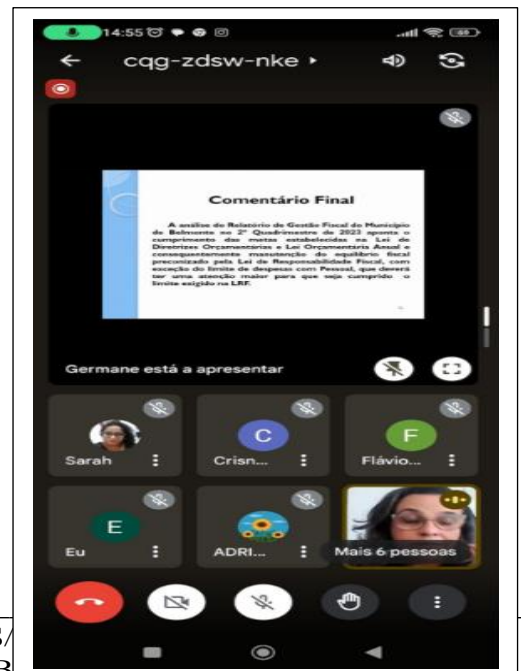 14:55
cqg-zdsw-nke
Comentário Final
A análise do Relatório de Gestão Fiscal do Município
de Belmonte no 2º Quadrimestre de 2023 aponta o
cumprimento das metas estabelecidas na Lei de
Diretrizes Orçamentárias e Lei Orçamentária Anual e
consequentemente manutenção do equilíbrio fiscal
preconizado pela Lei de Responsabilidade Fiscal, com
exceção do limite de despesas com Pessoal, que deverá
ter uma atenção maior para que seja cumprido o
limite exigido na LRF.
Germane está a apresentar
Sarah
C
Crisn...
F
Flávio...
E
Eu
ADRI...
Mais 6 pessoas